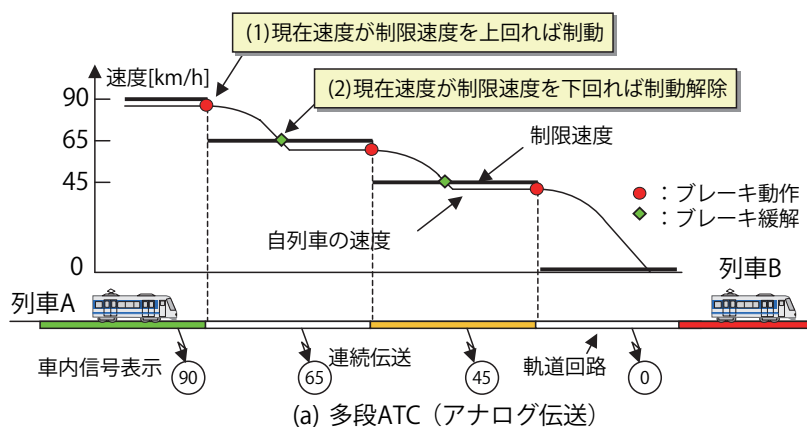 (1)現在速度が制限速度を上回れば制動
速度[km/h]
(2)現在速度が制限速度を下回れば制動解除
90
65
45
0
制限速度
自列車の速度
：ブレーキ動作
：ブレーキ緩解
列車A
列車B
車内信号表示
90
65
連続伝送
45
軌道回路
0
(a) 多段ATC（アナログ伝送）